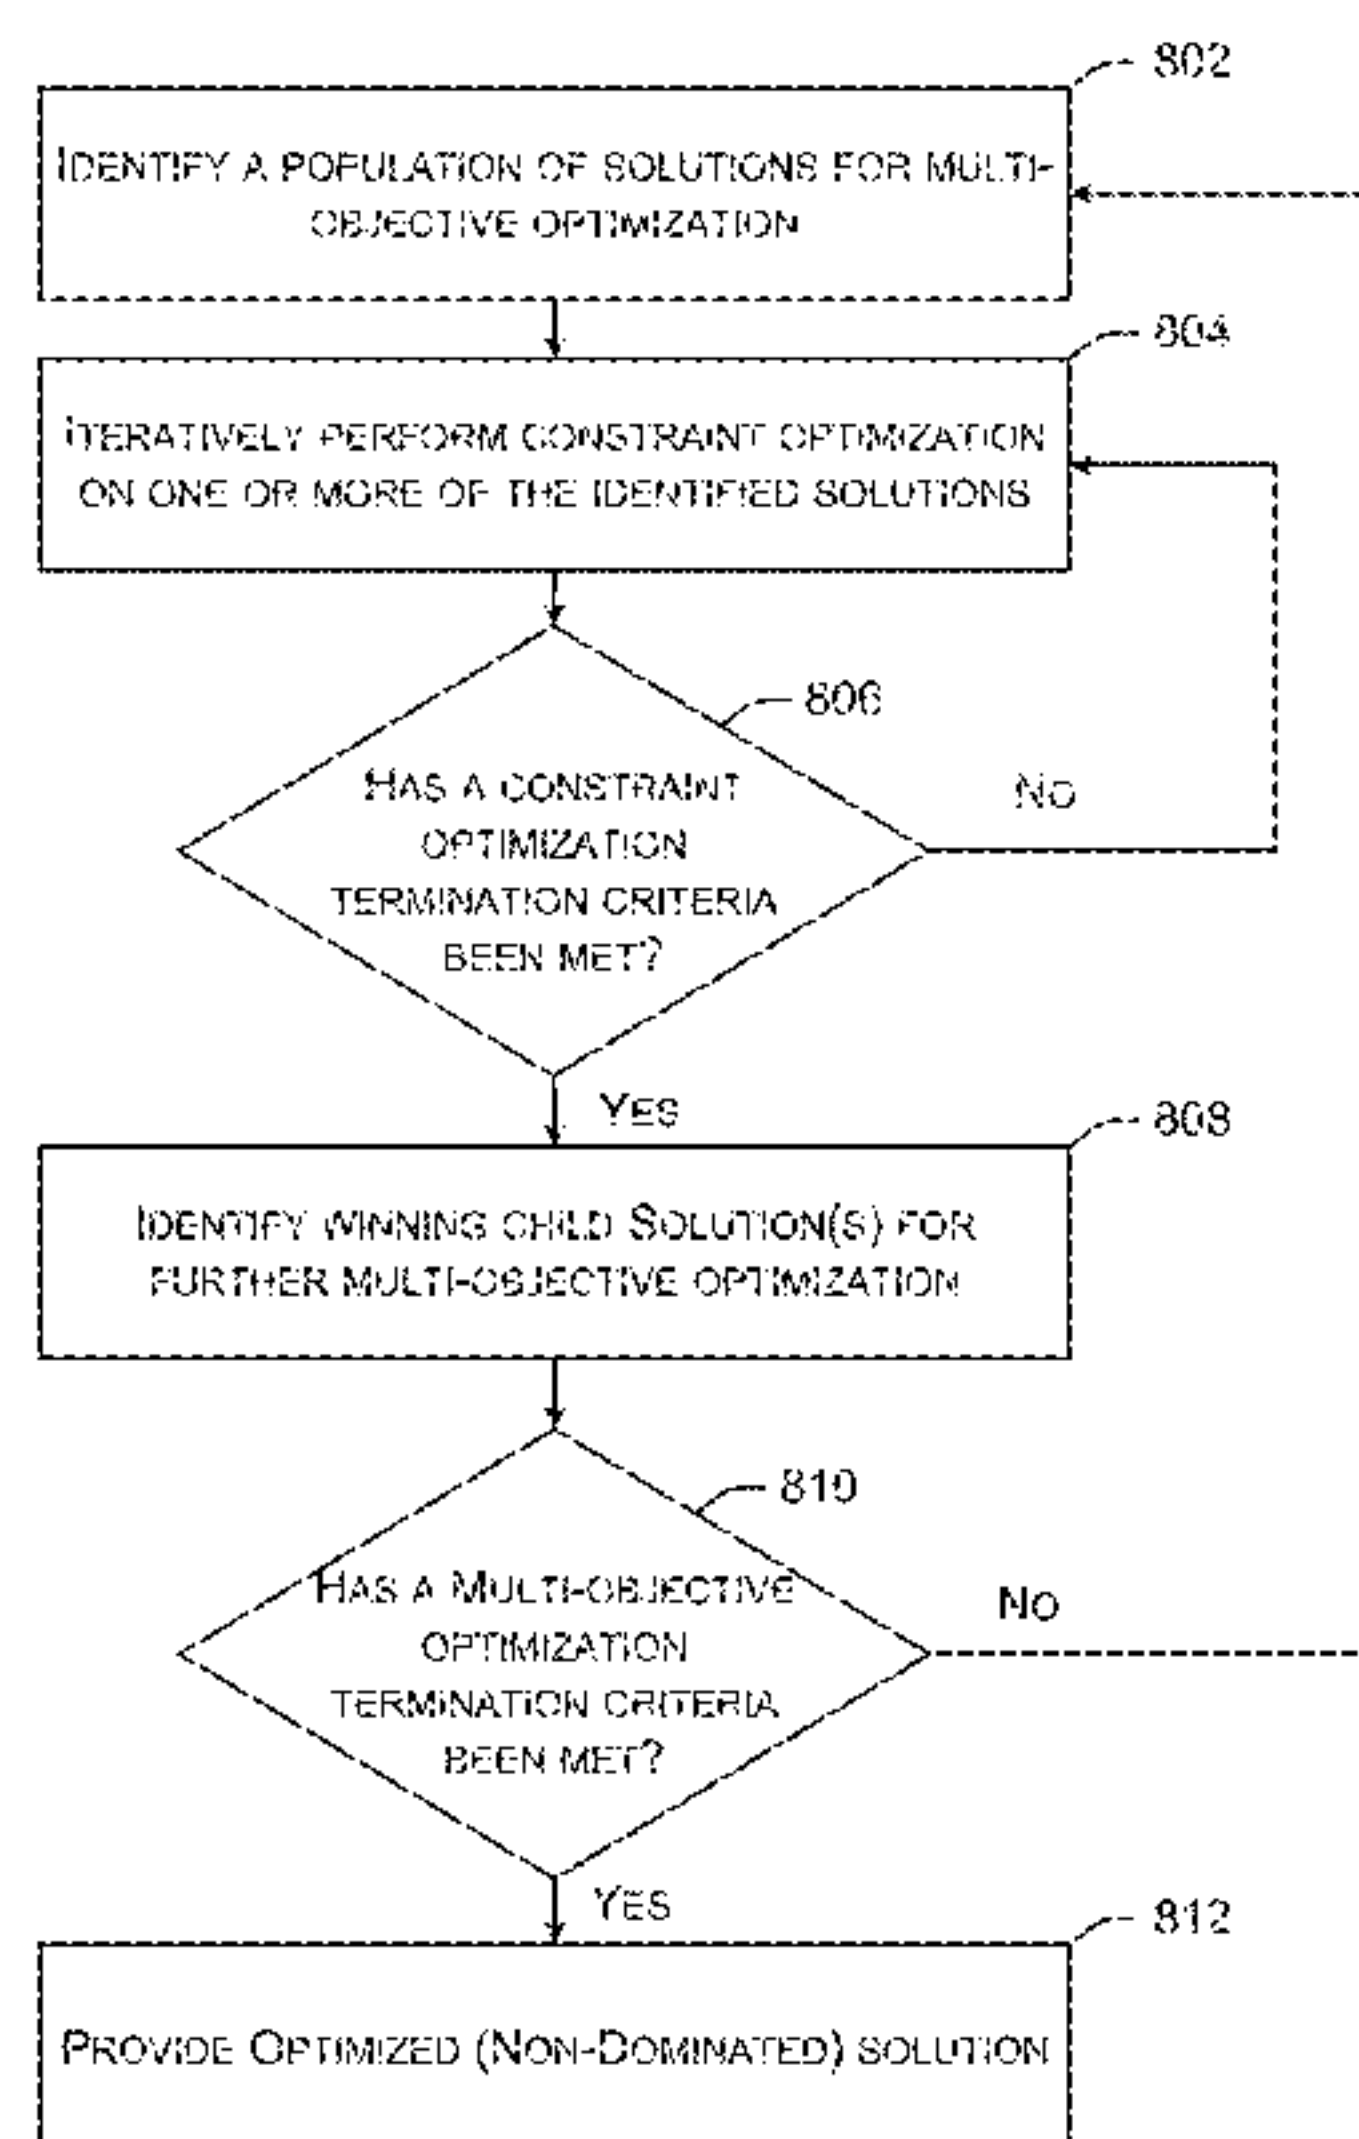 802
IDENTIFY A POPULATION OF SOLUTIONS FOR MULTI-
OBJECTIVE OPTIMIZATION
804
ITERATIVELY PERFORM CONSTRAINT OPTIMIZATION
ON ONE OR MORE OF THE IDENTIFIED SOLUTIONS
806
HAS A CONSTRAINT
OPTIMIZATION
TERMINATION CRITERIA
BEEN MET?
NO
YES
808
IDENTIFY WINNING CHILD SOLUTION(S) FOR
FURTHER MULTI-OBJECTIVE OPTIMIZATION
810
HAS A MULTI-OBJECTIVE
OPTIMIZATION
TERMINATION CRITERIA
BEEN MET?
NO
YES
812
PROVIDE OPTIMIZED (NON-DOMINATED) SOLUTION